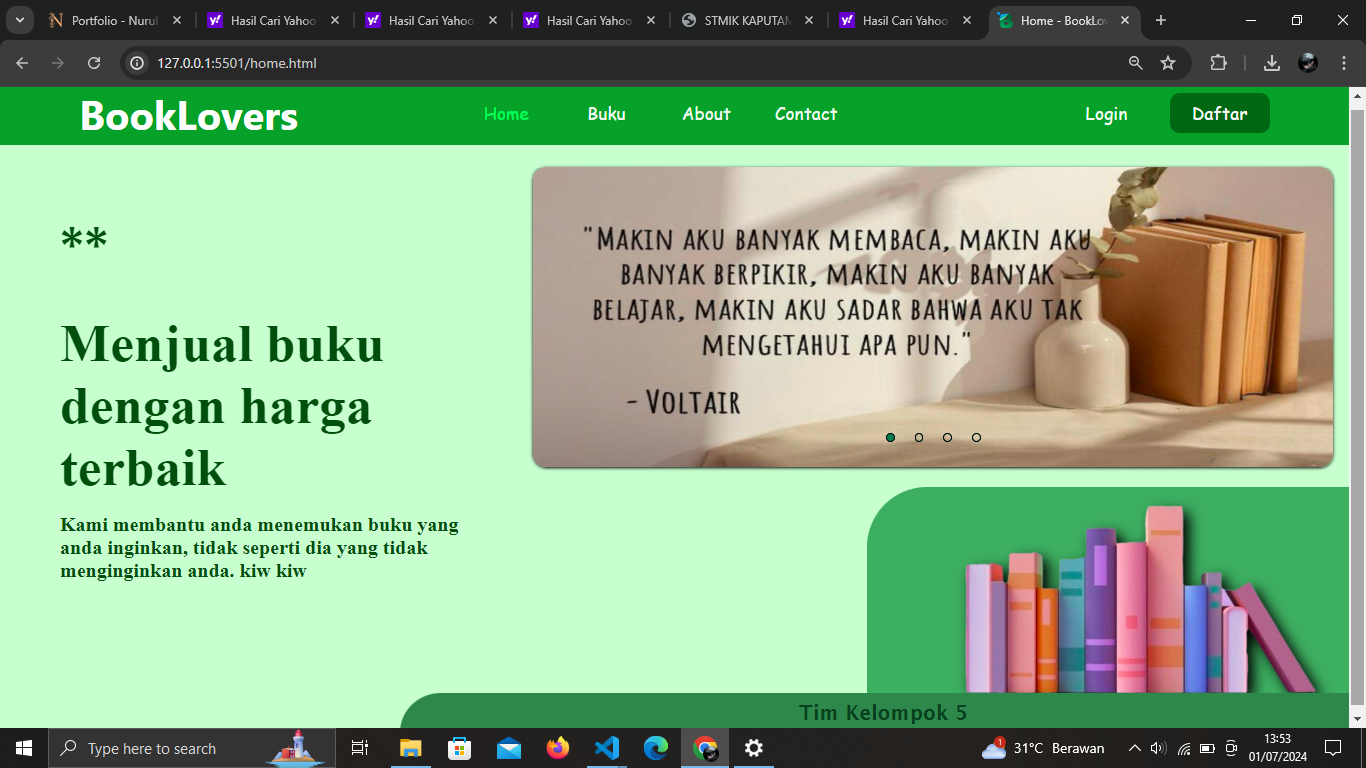 Portfolio - Nurul
Hasil Cari Yahoo
Hasil Cari Yahoo
Hasil Cari Yahoo
STMIK KAPUTAMA
Hasil Cari Yahoo
Home - BookLov
127.0.0.1:5501/home.html
BookLovers
Home
Buku
About
Contact
Login
Daftar
**
Menjual buku
dengan harga
terbaik
Kami membantu anda menemukan buku yang
anda inginkan, tidak seperti dia yang tidak
menginginkan anda. kiw kiw
"Makin aku banyak membaca, makin aku
banyak berpikir, makin aku banyak
belajar, makin aku sadar bahwa aku tak
mengetahui apa pun."
- Voltair
Tim Kelompok 5
Type here to search
1
31°C Berawan
13:53
01/07/2024